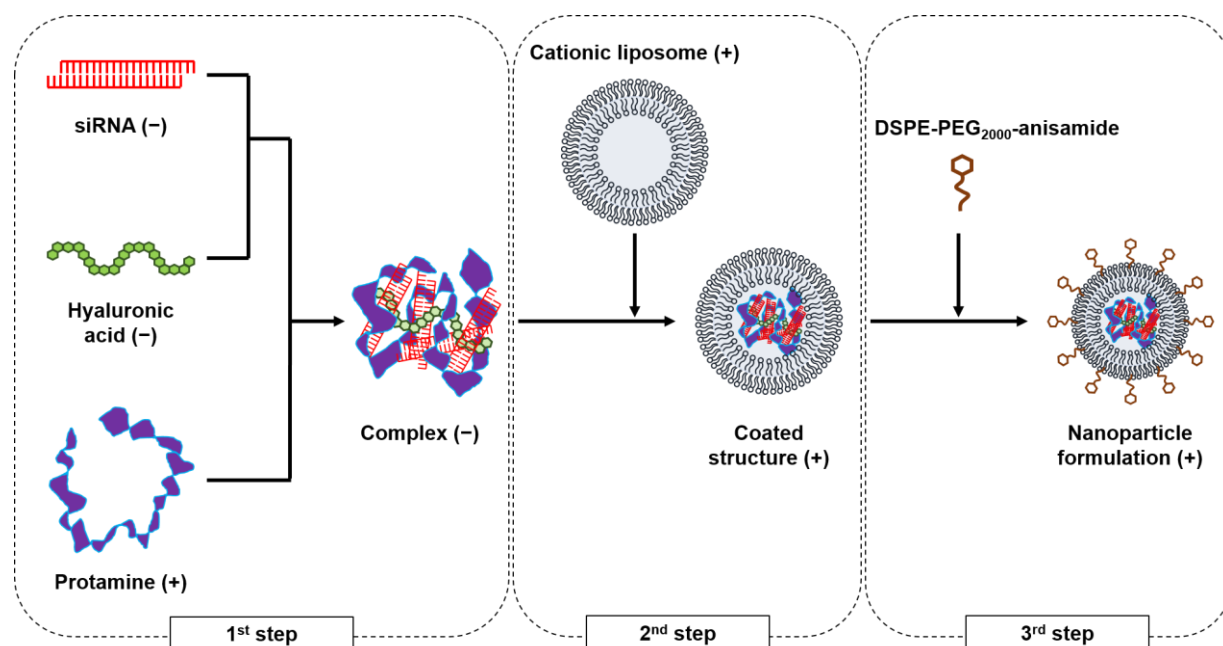 siRNA (−)
Hyaluronic
acid (−)
Protamine (+)
Complex (−)
1st step
Cationic liposome (+)
Coated
structure (+)
2nd step
DSPE-PEG2000-anisamide
Nanoparticle
formulation (+)
3rd step